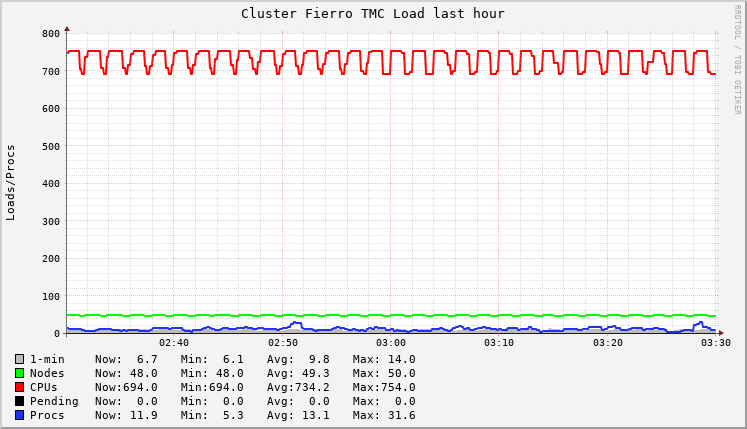 Cluster Fierro TMC Load last hour
RRDTOOL / TOBI OETIKER
Loads/Procs
800
700
600
500
400
300
200
100
0
02:40 02:50 03:00 03:10 03:20 03:30
1-min Now: 6.7 Min: 6.1 Avg: 9.8 Max: 14.0
Nodes Now: 48.0 Min: 48.0 Avg: 49.3 Max: 50.0
CPUs Now:694.0 Min:694.0 Avg:734.2 Max:754.0
Pending Now: 0.0 Min: 0.0 Avg: 0.0 Max: 0.0
Procs Now: 11.9 Min: 5.3 Avg: 13.1 Max: 31.6